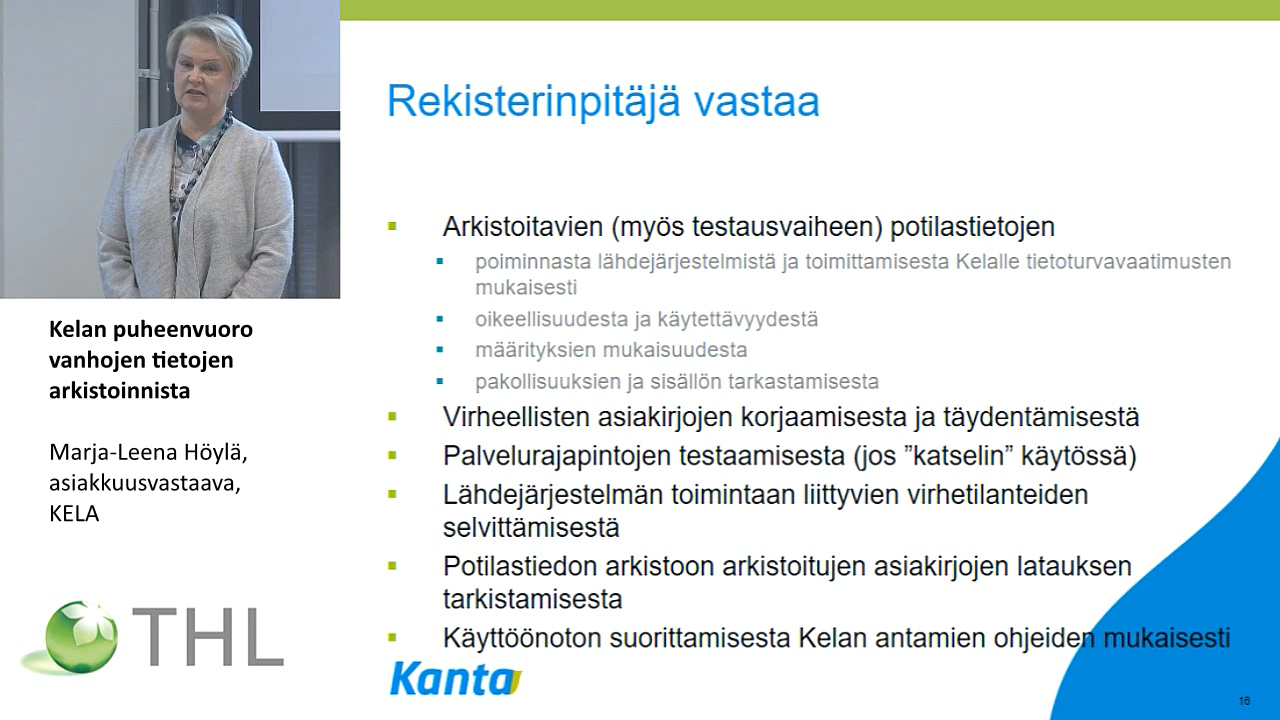 Rekisterinpitäjä vastaa
Arkistoitavien (myös testausvaiheen) potilastietojen
poiminnasta lähdejärjestelmistä ja toimittamisesta Kelalle tietoturvavaatimusten
mukaisesti
oikeellisuudesta ja käytettävyydestä
määrityksien mukaisuudesta
pakollisuuksien ja sisällön tarkastamisesta
Virheellisten asiakirjojen korjaamisesta ja täydentämisestä
Palvelurajapintojen testaamisesta (jos ”katselin” käytössä)
Lähdejärjestelmän toimintaan liittyvien virhetilanteiden
selvittämisestä
Potilastiedon arkistoon arkistoitujen asiakirjojen latauksen
tarkistamisesta
Käyttöönoton suorittamisesta Kelan antamien ohjeiden mukaisesti
Kanta
16
Kelan puheenvuoro
vanhojen tietojen
arkistoinnista
Marja-Leena Höylä,
asiakkuusvastaava,
KELA
THL